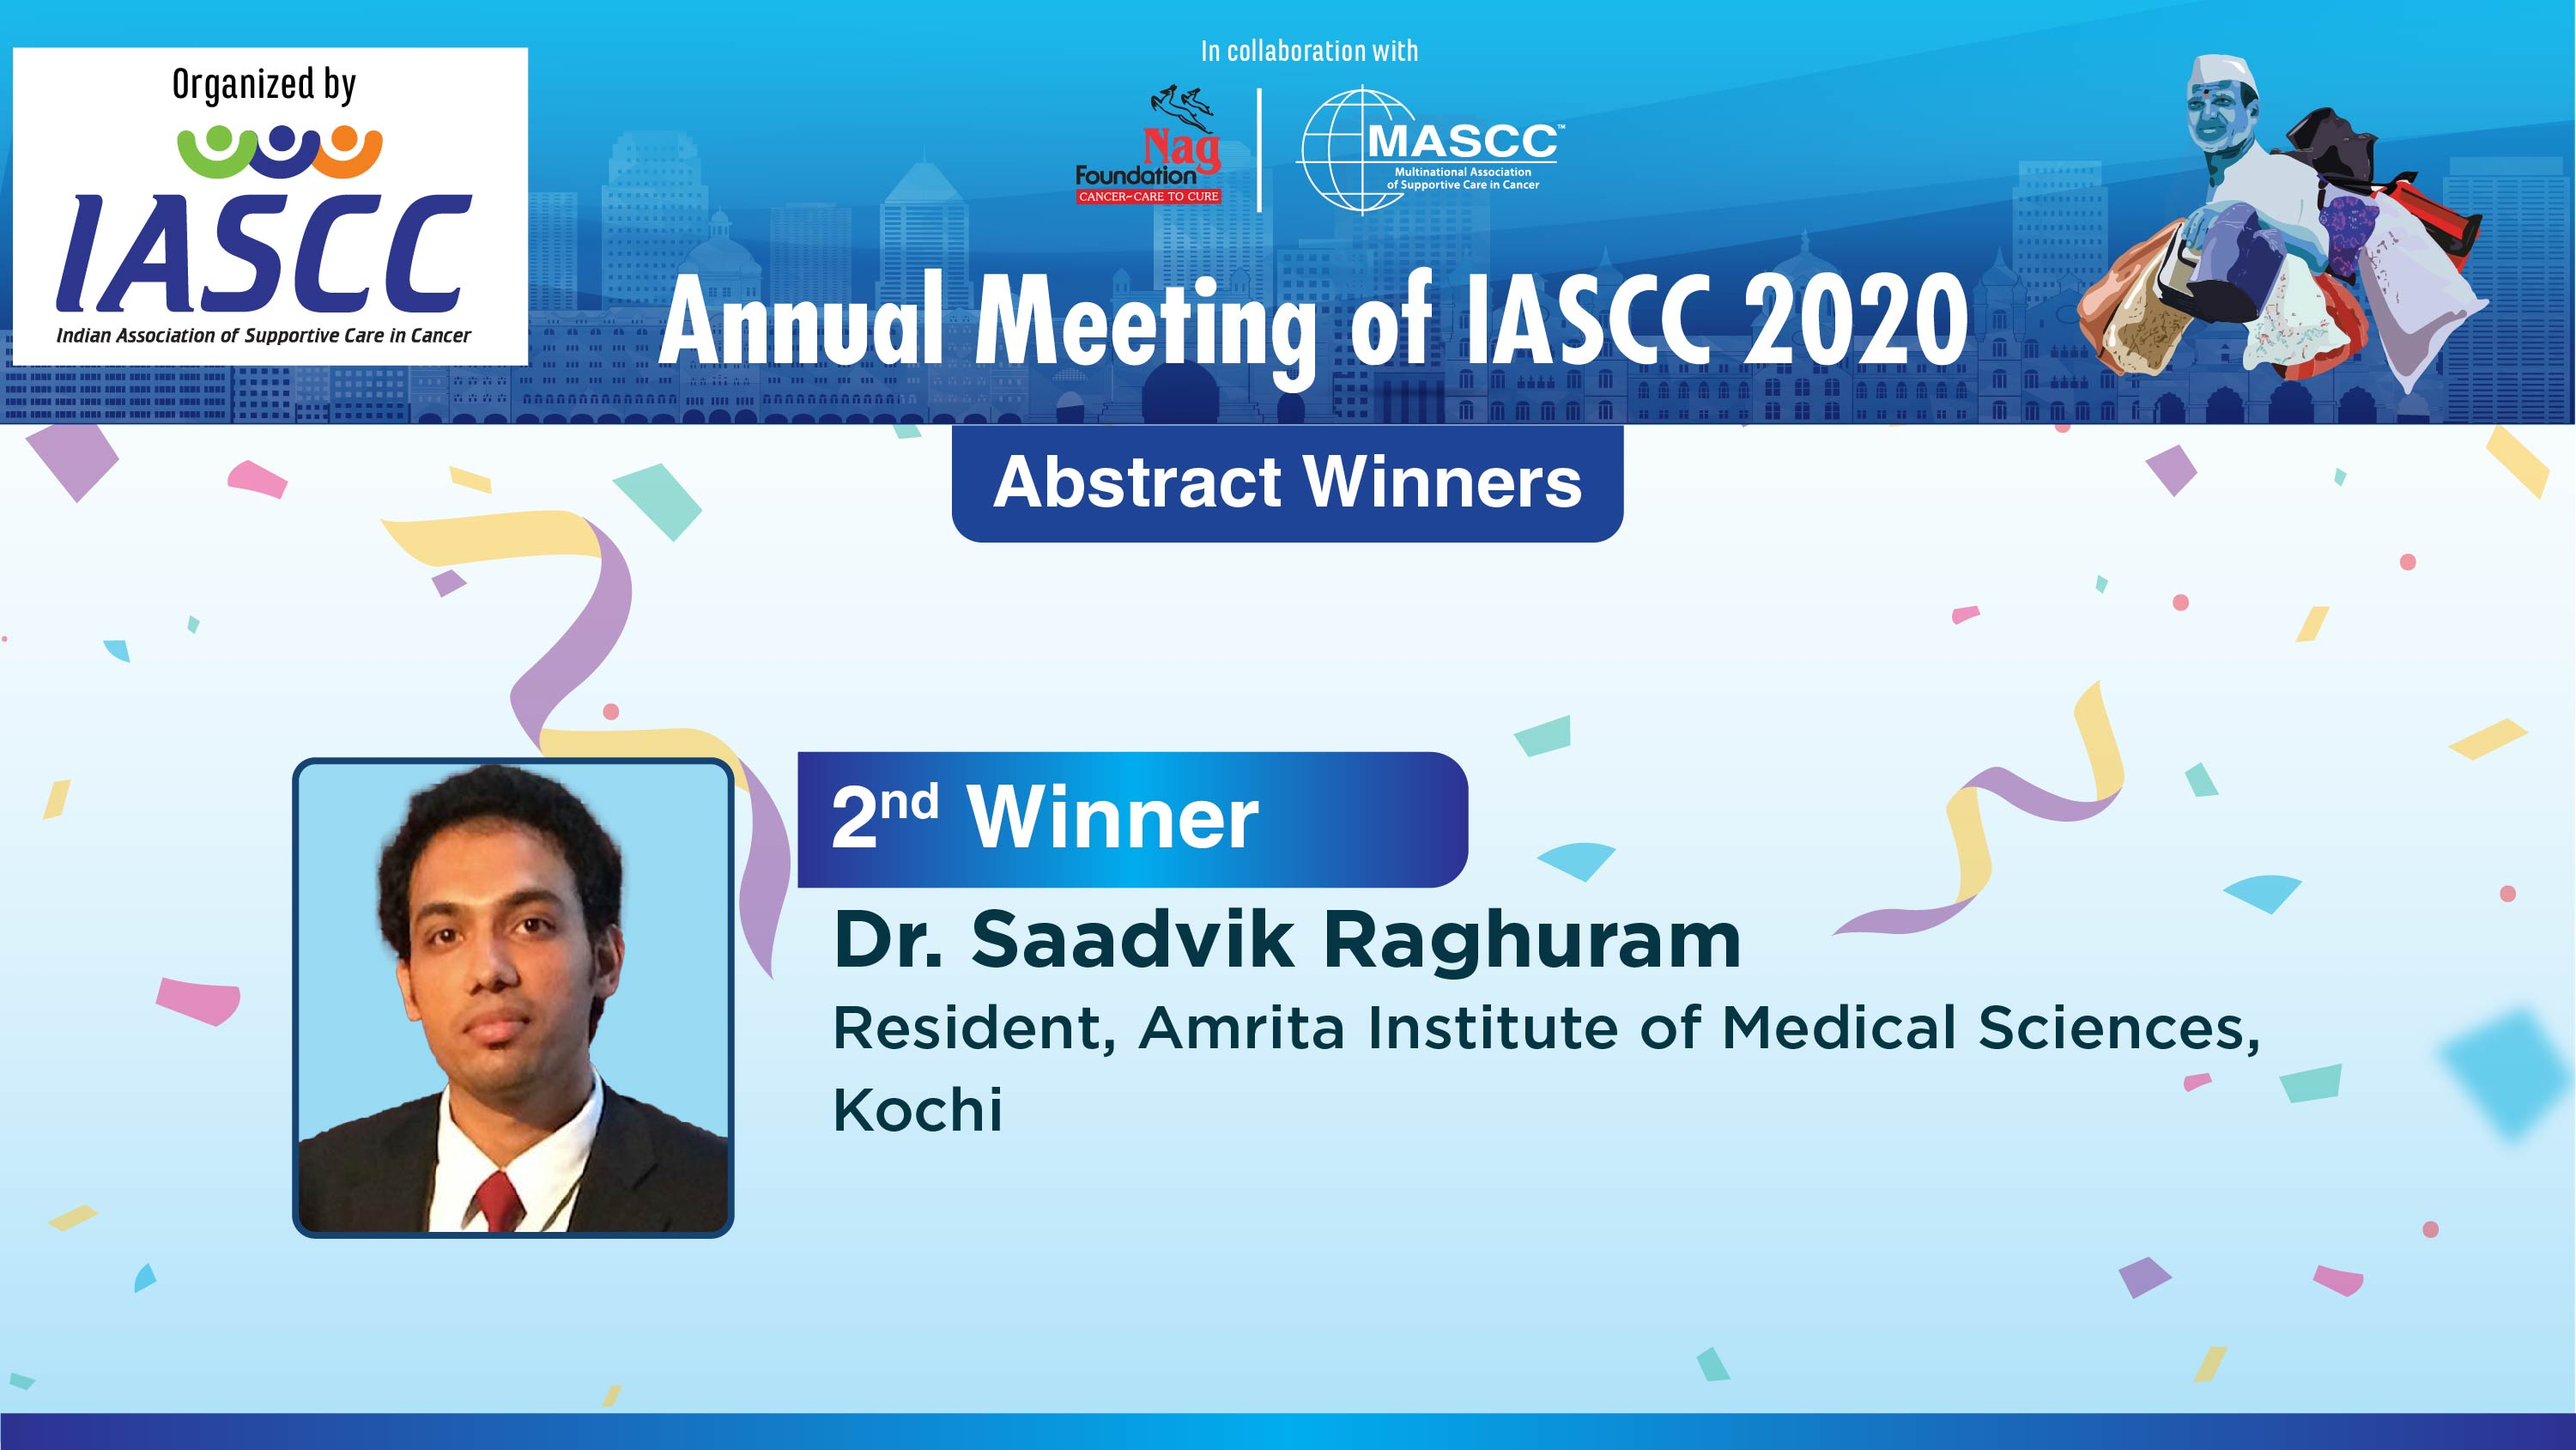 Organized by
IASCC
Indian Association of Supportive Care in Cancer
In collaboration with
Nag
Foundation
CANCER~CARE TO CURE
MASCC™
Multinational Association
of Supportive Care in Cancer
Annual Meeting of IASCC 2020
Abstract Winners
2nd Winner
Dr. Saadvik Raghuram
Resident, Amrita Institute of Medical Sciences,
Kochi